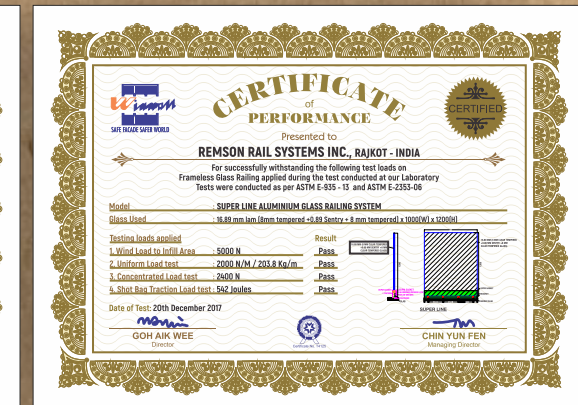 Winwall
SAFE FACADE SAFER WORLD
CERTIFICATE
of
PERFORMANCE
CERTIFIED
Presented to
REMSON RAIL SYSTEMS INC., RAJKOT - INDIA
For successfully withstanding the following test loads on
Frameless Glass Railing applied during the test conducted at our Laboratory
Tests were conducted as per ASTM E-935 - 13 and ASTM E-2353-06
Model : SUPER LINE ALUMINIUM GLASS RAILING SYSTEM
Glass Used : 16.89 mm lam (8mm tempered +0.89 Sentry + 8 mm tempered) x 1000(W) x 1200(H)
Testing loads applied Result
1. Wind Load to Infill Area : 5000 N Pass
2. Uniform Load test : 2000 N/M / 203.8 Kg/m Pass
3. Concentrated Load test : 2400 N Pass
4. Shot Bag Traction Load test : 542 Joules Pass
SUPER LINE
Date of Test: 20th December 2017
GOH AIK WEE
Director
CHIN YUN FEN
Managing Director